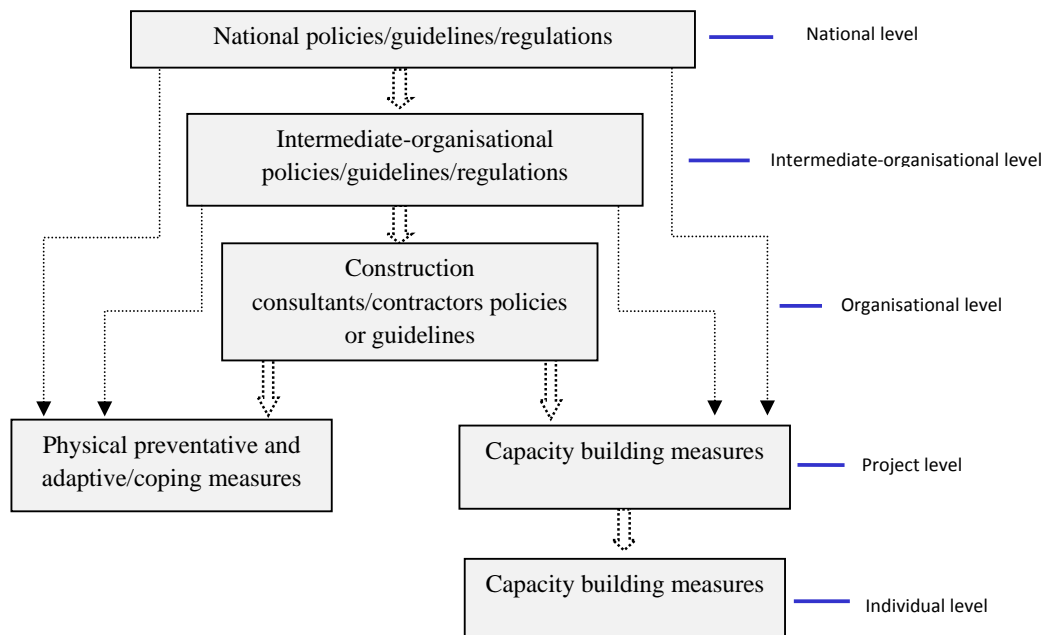 National policies/guidelines/regulations
National level
Intermediate-organisational
policies/guidelines/regulations
Intermediate-organisational level
Construction
consultants/contractors policies
or guidelines
Organisational level
Physical preventative and
adaptive/coping measures
Capacity building measures
Project level
Capacity building measures
Individual level